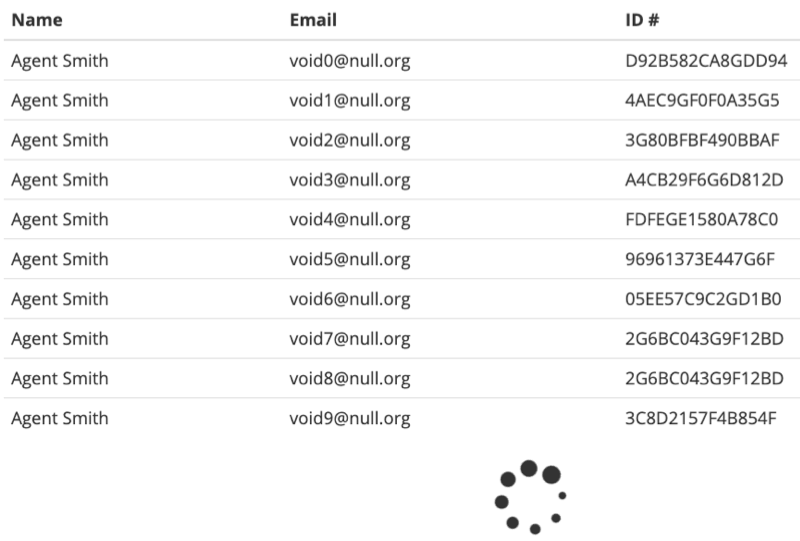 Name Email ID #
Agent Smith void0@null.org D92B582CA8GDD94
Agent Smith void1@null.org 4AEC9GF0F0A35G5
Agent Smith void2@null.org 3G80BFBF490BBAF
Agent Smith void3@null.org A4CB29F6G6D812D
Agent Smith void4@null.org FDFEGE1580A78C0
Agent Smith void5@null.org 96961373E447G6F
Agent Smith void6@null.org 05EE57C9C2GD1B0
Agent Smith void7@null.org 2G6BC043G9F12BD
Agent Smith void8@null.org 2G6BC043G9F12BD
Agent Smith void9@null.org 3C8D2157F4B854F